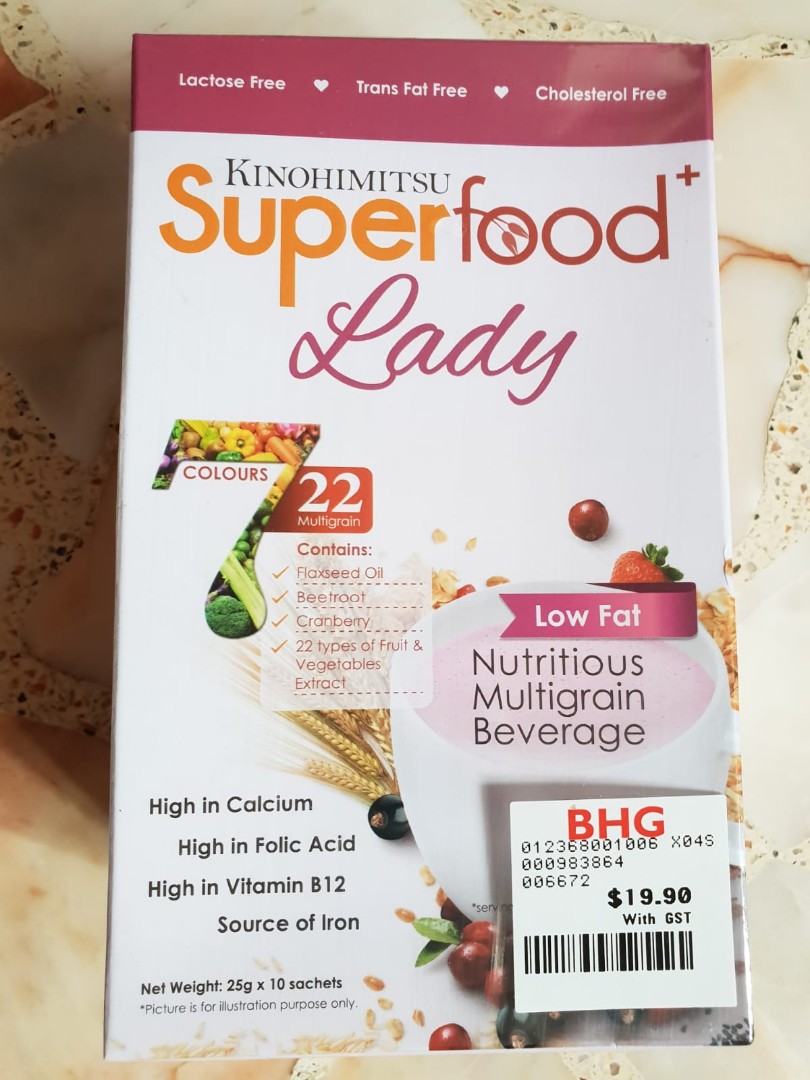 Lactose Free ♥ Trans Fat Free ♥ Cholesterol Free
KINOHIMITSU
Superfood+
Lady
7
COLOURS
22
Multigrain
Contains:
✓ Flaxseed Oil
✓ Beetroot
✓ Cranberry
✓ 22 types of Fruit &
Vegetables
Extract
Low Fat
Nutritious
Multigrain
Beverage
High in Calcium
High in Folic Acid
High in Vitamin B12
Source of Iron
Net Weight: 25g x 10 sachets
*Picture is for illustration purpose only.
BHG
012368001006 X04S
000983864
006672
$19.90
With GST